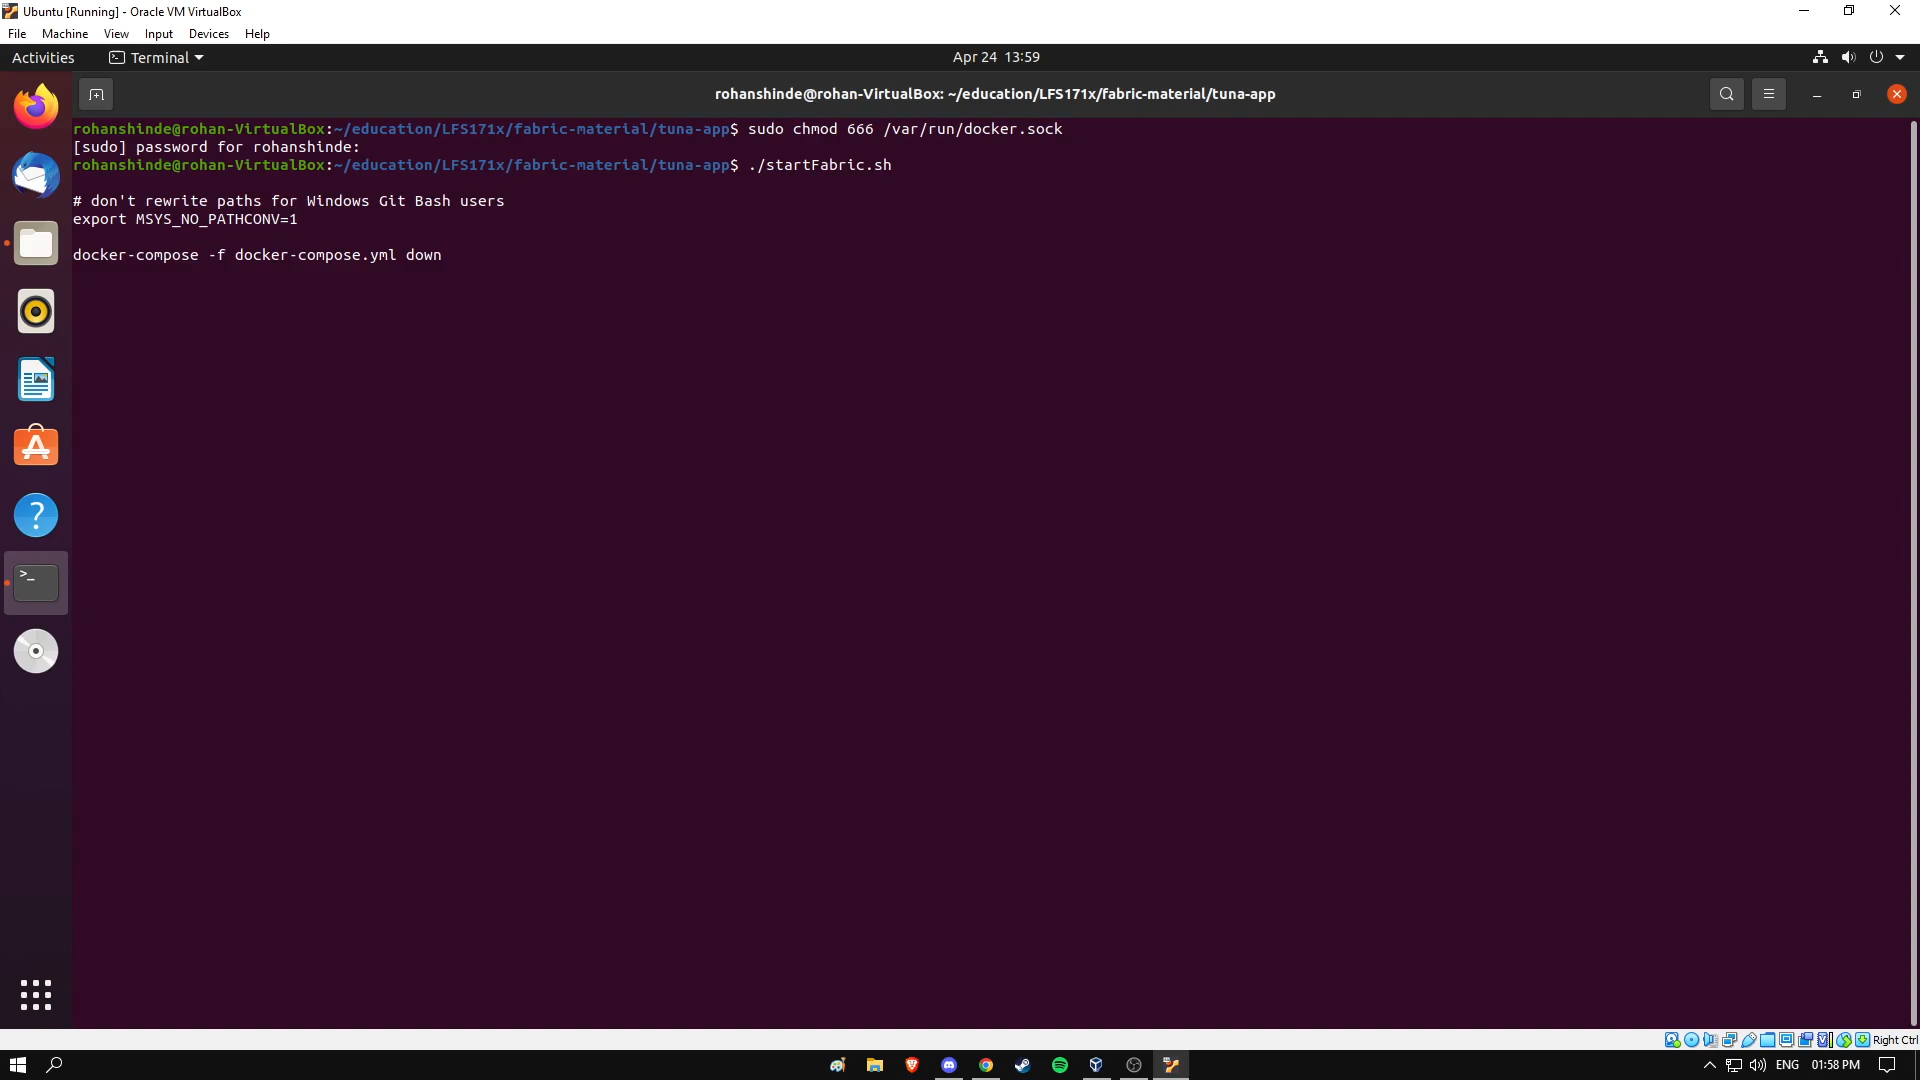 Ubuntu [Running] - Oracle VM VirtualBox
File Machine View Input Devices Help
Activities Terminal Apr 24 13:59
rohanshinde@rohan-VirtualBox: ~/education/LFS171x/fabric-material/tuna-app
rohanshinde@rohan-VirtualBox:~/education/LFS171x/fabric-material/tuna-app$ sudo chmod 666 /var/run/docker.sock
[sudo] password for rohanshinde:
rohanshinde@rohan-VirtualBox:~/education/LFS171x/fabric-material/tuna-app$ ./startFabric.sh
# don't rewrite paths for Windows Git Bash users
export MSYS_NO_PATHCONV=1
docker-compose -f docker-compose.yml down
Right Ctrl
ENG 01:58 PM